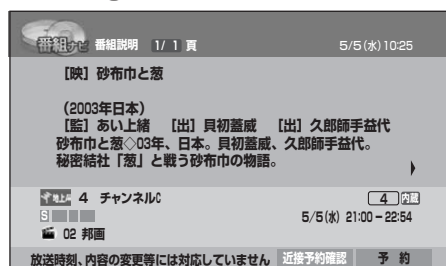 番組ナビ 番組説明 1/ 1 頁 5/5(水)10:25
［映］砂布巾と葱
（2003年日本）
［監］あい上緒 ［出］貝初蓋威 ［出］久郎師手益代
砂布巾と葱◇03年、日本。貝初蓋威、久郎師手益代。
秘密結社「葱」と戦う砂布巾の物語。
地上A 4 チャンネルC 4 内蔵
S 5/5(水) 21:00－22:54
02 邦画
放送時刻、内容の変更等には対応していません 近接予約確認 予 約